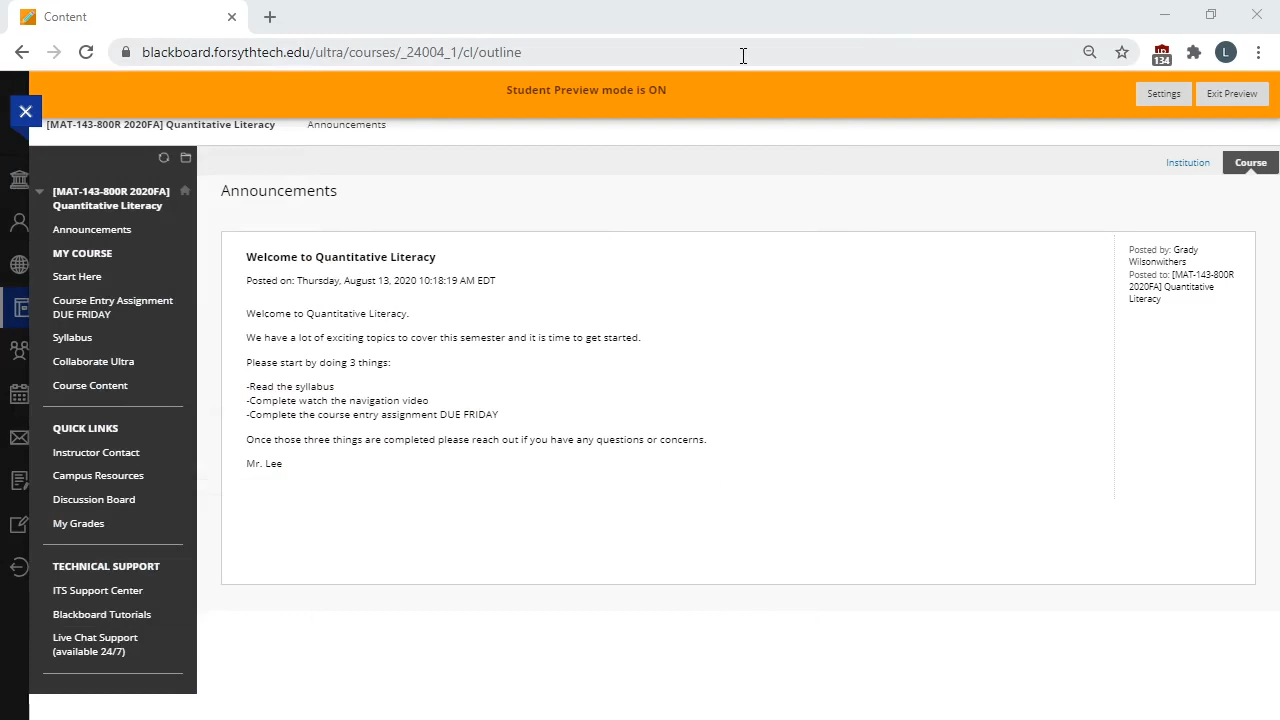 Content
blackboard.forsythtech.edu/ultra/courses/_24004_1/cl/outline
134
L
Student Preview mode is ON
Settings
Exit Preview
[MAT-143-800R 2020FA] Quantitative Literacy
Announcements
Institution
Course
[MAT-143-800R 2020FA]
Quantitative Literacy
Announcements
MY COURSE
Start Here
Course Entry Assignment
DUE FRIDAY
Syllabus
Collaborate Ultra
Course Content
QUICK LINKS
Instructor Contact
Campus Resources
Discussion Board
My Grades
TECHNICAL SUPPORT
ITS Support Center
Blackboard Tutorials
Live Chat Support
(available 24/7)
Announcements
Welcome to Quantitative Literacy
Posted on: Thursday, August 13, 2020 10:18:19 AM EDT
Welcome to Quantitative Literacy.
We have a lot of exciting topics to cover this semester and it is time to get started.
Please start by doing 3 things:
-Read the syllabus
-Complete watch the navigation video
-Complete the course entry assignment DUE FRIDAY
Once those three things are completed please reach out if you have any questions or concerns.
Mr. Lee
Posted by: Grady
Wilsonwithers
Posted to: [MAT-143-800R
2020FA] Quantitative
Literacy